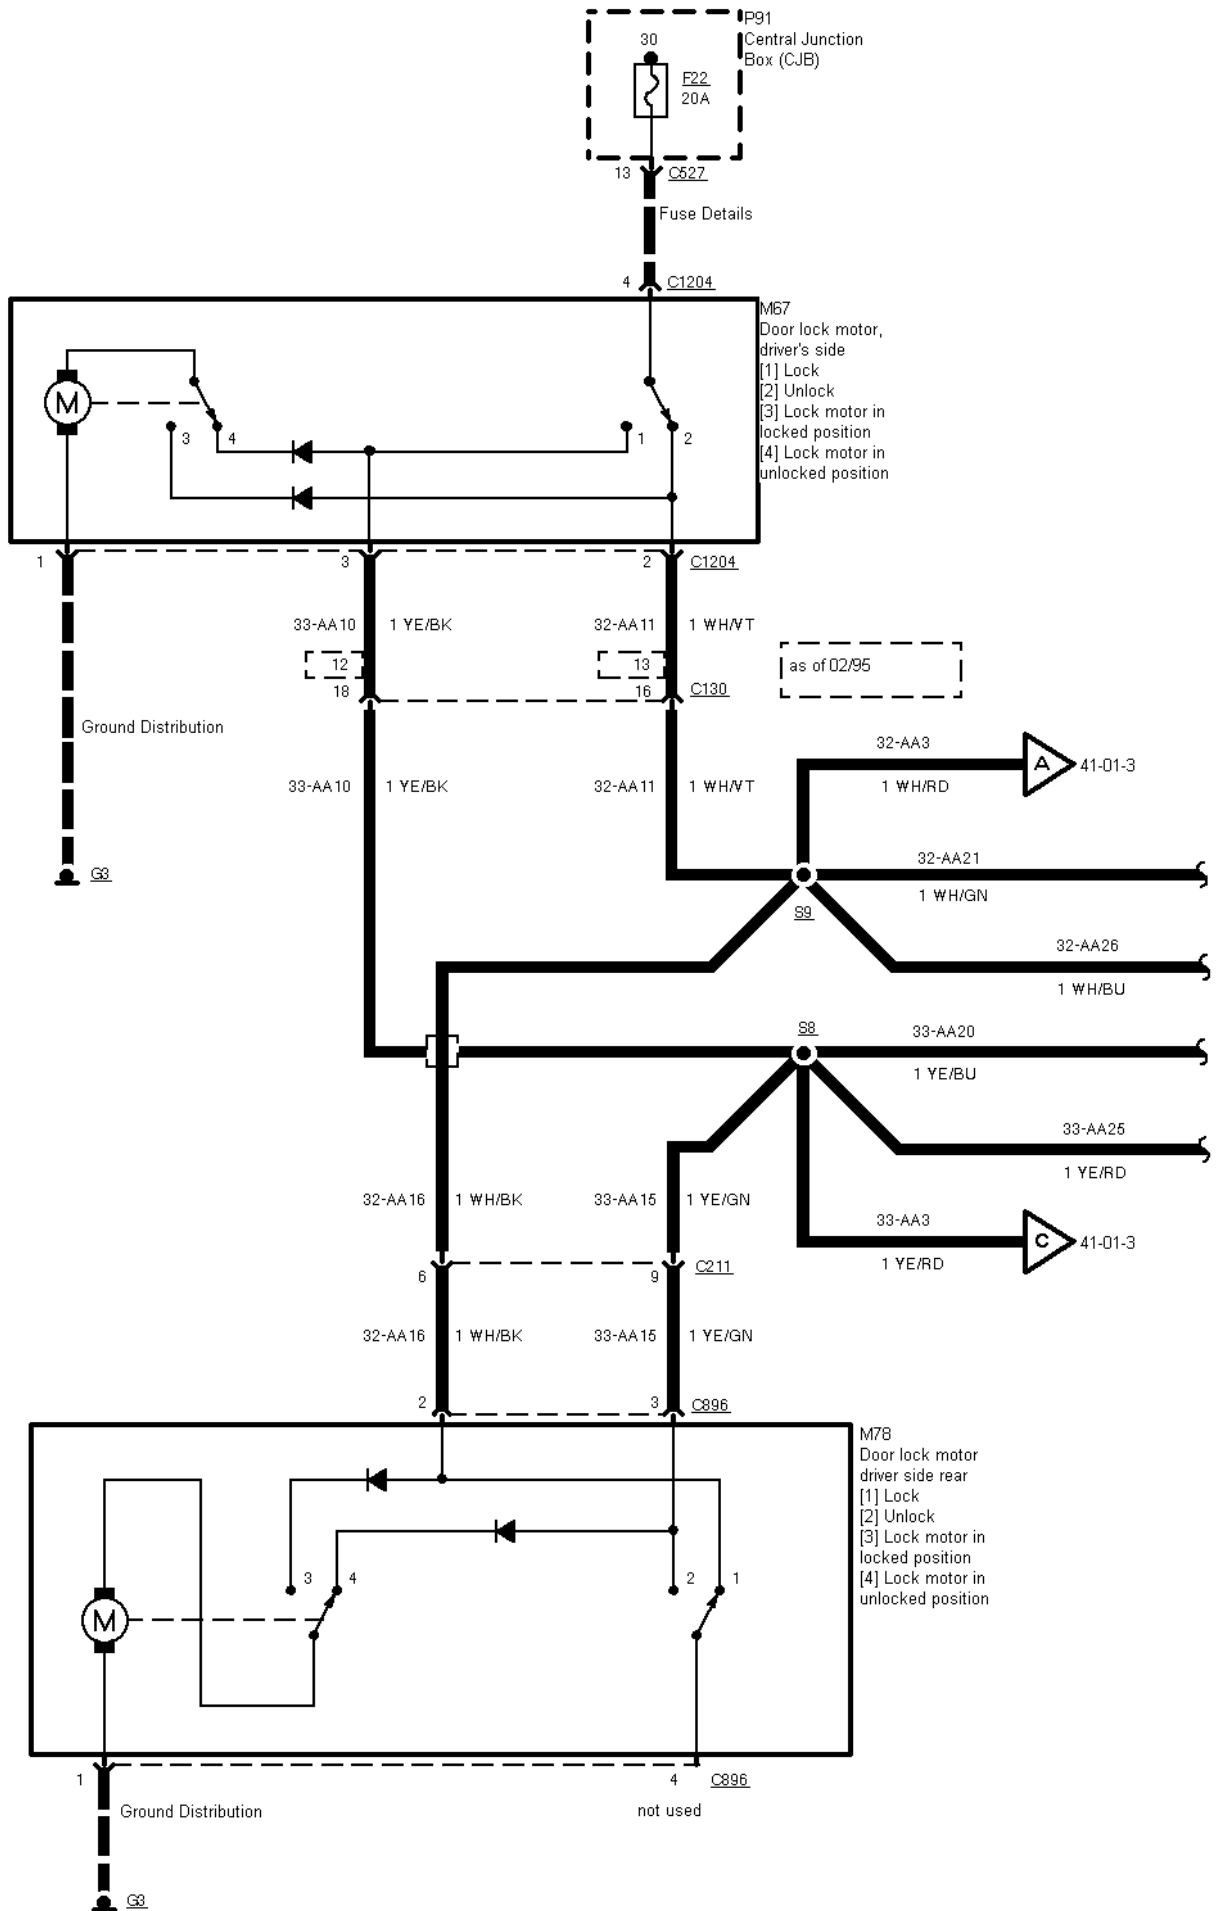 P91
Central Junction
Box (CJB)
30
F22
20A
13 C527
Fuse Details
4 C1204
M67
Door lock motor,
driver's side
[1] Lock
[2] Unlock
[3] Lock motor in
locked position
[4] Lock motor in
unlocked position
M
3 4 1 2
1 3 2 C1204
33-AA10 1 YE/BK 32-AA11 1 WH/VT
12 13 as of 02/95
18 16 C130
Ground Distribution
32-AA3
A 41-01-3
33-AA10 1 YE/BK 32-AA11 1 WH/VT 1 WH/RD
32-AA21
G3
1 WH/GN
S9
32-AA26
1 WH/BU
S8 33-AA20
1 YE/BU
33-AA25
1 YE/RD
32-AA16 1 WH/BK 33-AA15 1 YE/GN
33-AA3
C 41-01-3
1 YE/RD
6 9 C211
32-AA16 1 WH/BK 33-AA15 1 YE/GN
2 3 C896
M78
Door lock motor
driver side rear
[1] Lock
[2] Unlock
[3] Lock motor in
locked position
[4] Lock motor in
unlocked position
3 4 2 1
M
1 4 C896
Ground Distribution not used
G3